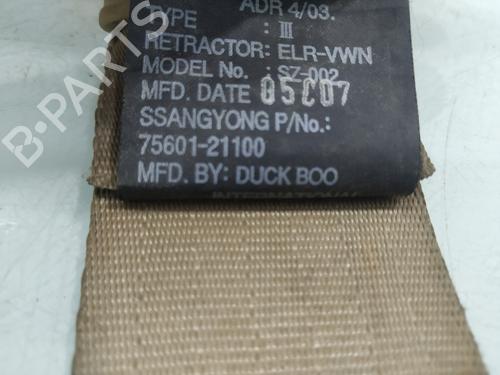 ADR 4/03.
TYPE : III
RETRACTOR: ELR-VWN
MODEL No. : SZ-002
MFD. DATE 05C07
SSANGYONG P/No.:
75601-21100
MFD. BY: DUCK BOO
INTERNATIONAL
B-PARTS